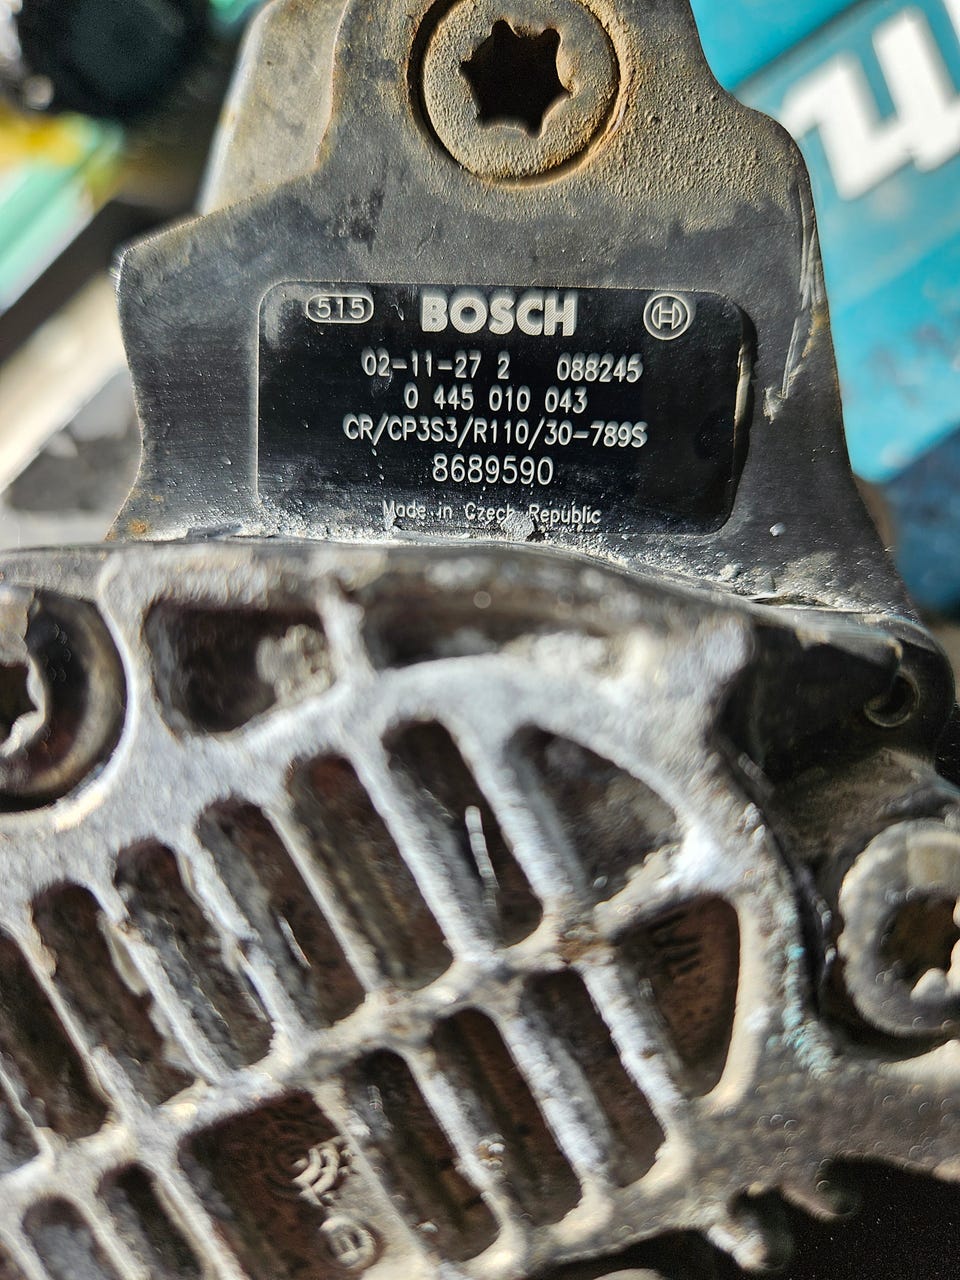 515 BOSCH H
02-11-27 2 088245
0 445 010 043
CR/CP3S3/R110/30-789S
8689590
Made in Czech Republic